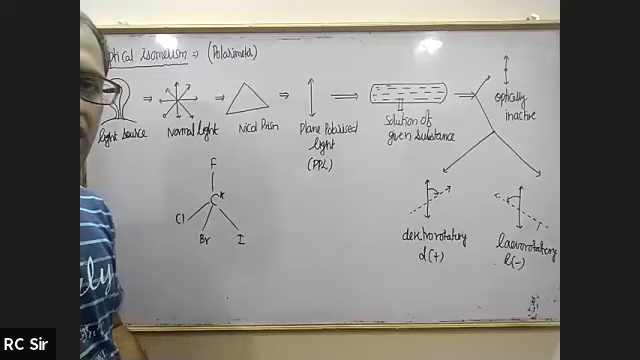 ptical Isomerism ⇒ (Polarimeter)
light source ⇒ Normal light ⇒ Nicol Prism ⇒ Plane Polarised light (PPL) ⇒ solution of given substance ⇒
optically
inactive
F
C*
Cl
Br
I
dextrorotatory
d(+)
laevorotatory
l(-)
RC Sir